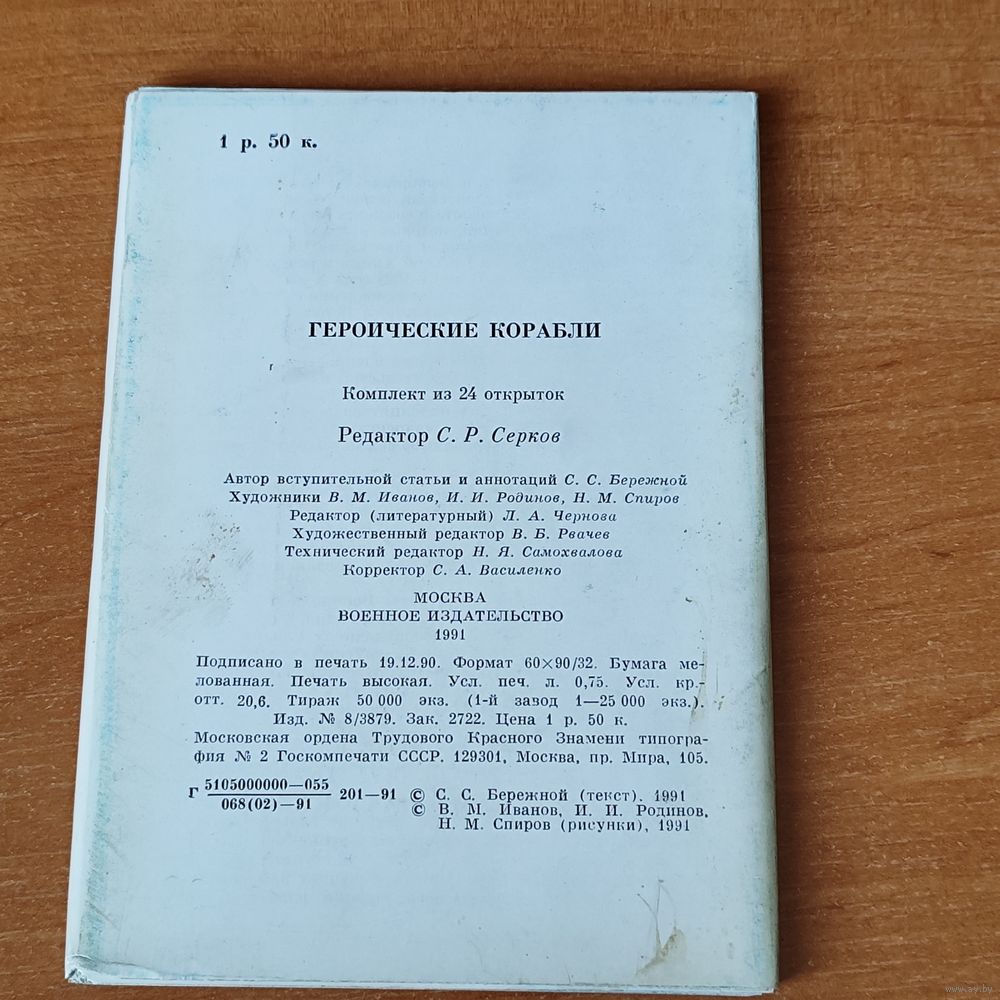 1 р. 50 к.
ГЕРОИЧЕСКИЕ КОРАБЛИ
Комплект из 24 открыток
Редактор С. Р. Серков
Автор вступительной статьи и аннотаций С. С. Бережной
Художники В. М. Иванов, И. И. Родинов, Н. М. Спиров
Редактор (литературный) Л. А. Чернова
Художественный редактор В. Б. Рвачев
Технический редактор Н. Я. Самохвалова
Корректор С. А. Василенко
МОСКВА
ВОЕННОЕ ИЗДАТЕЛЬСТВО
1991
Подписано в печать 19.12.90. Формат 60×90/32. Бумага ме-
лованная. Печать высокая. Усл. печ. л. 0,75. Усл. кр.-
отт. 20,6. Тираж 50 000 экз. (1-й завод 1—25 000 экз.).
Изд. № 8/3879. Зак. 2722. Цена 1 р. 50 к.
Московская ордена Трудового Красного Знамени типогра-
фия № 2 Госкомпечати СССР. 129301, Москва, пр. Мира, 105.
Г 5105000000—055
068(02)—91
201—91
© С. С. Бережной (текст). 1991
© В. М. Иванов, И. И. Родинов,
Н. М. Спиров (рисунки), 1991
www.ay.by